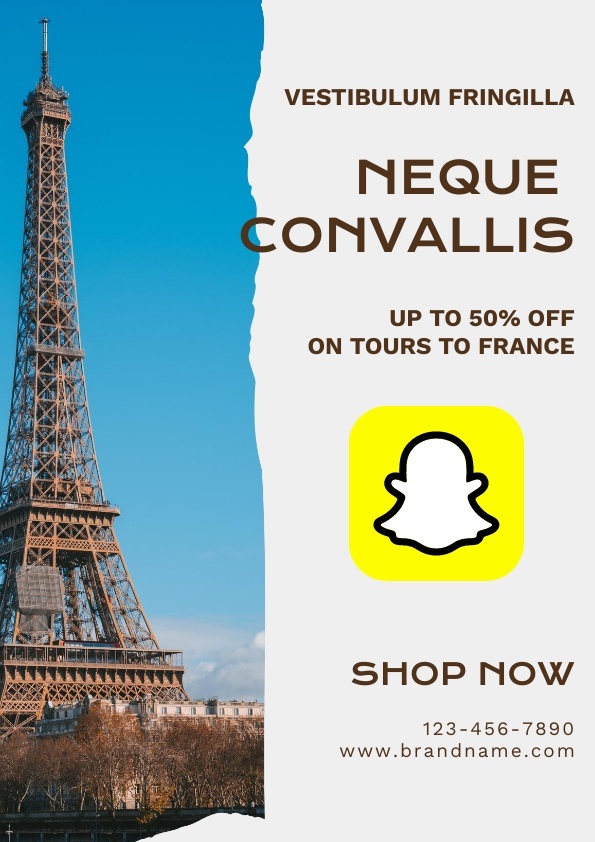 VESTIBULUM FRINGILLA
NEQUE
CONVALLIS
UP TO 50% OFF
ON TOURS TO FRANCE
SHOP NOW
123-456-7890
www.brandname.com